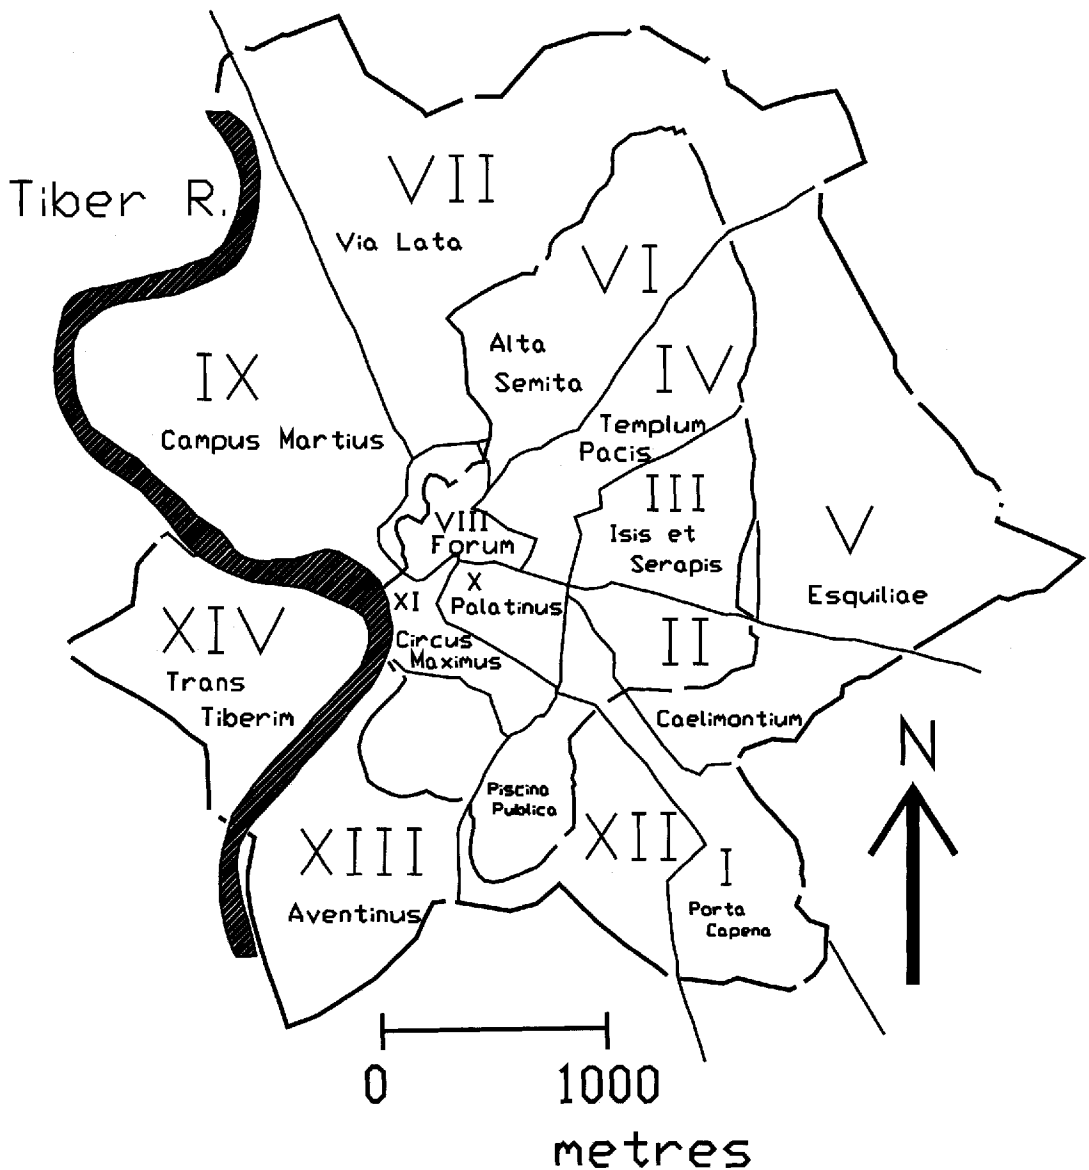 VII
Tiber R.
Via Lata
VI
Alta
Semita
IX
Campus Martius
IV
Templum
Pacis
III
Isis et
Serapis
V
Esquiliae
VIII
Forum
X
Palatinus
XI
Circus
Maximus
II
Caelimontium
XIV
Trans
Tiberim
N
Piscina
Publica
XII
XIII
Aventinus
I
Porta
Capena
0 1000
metres